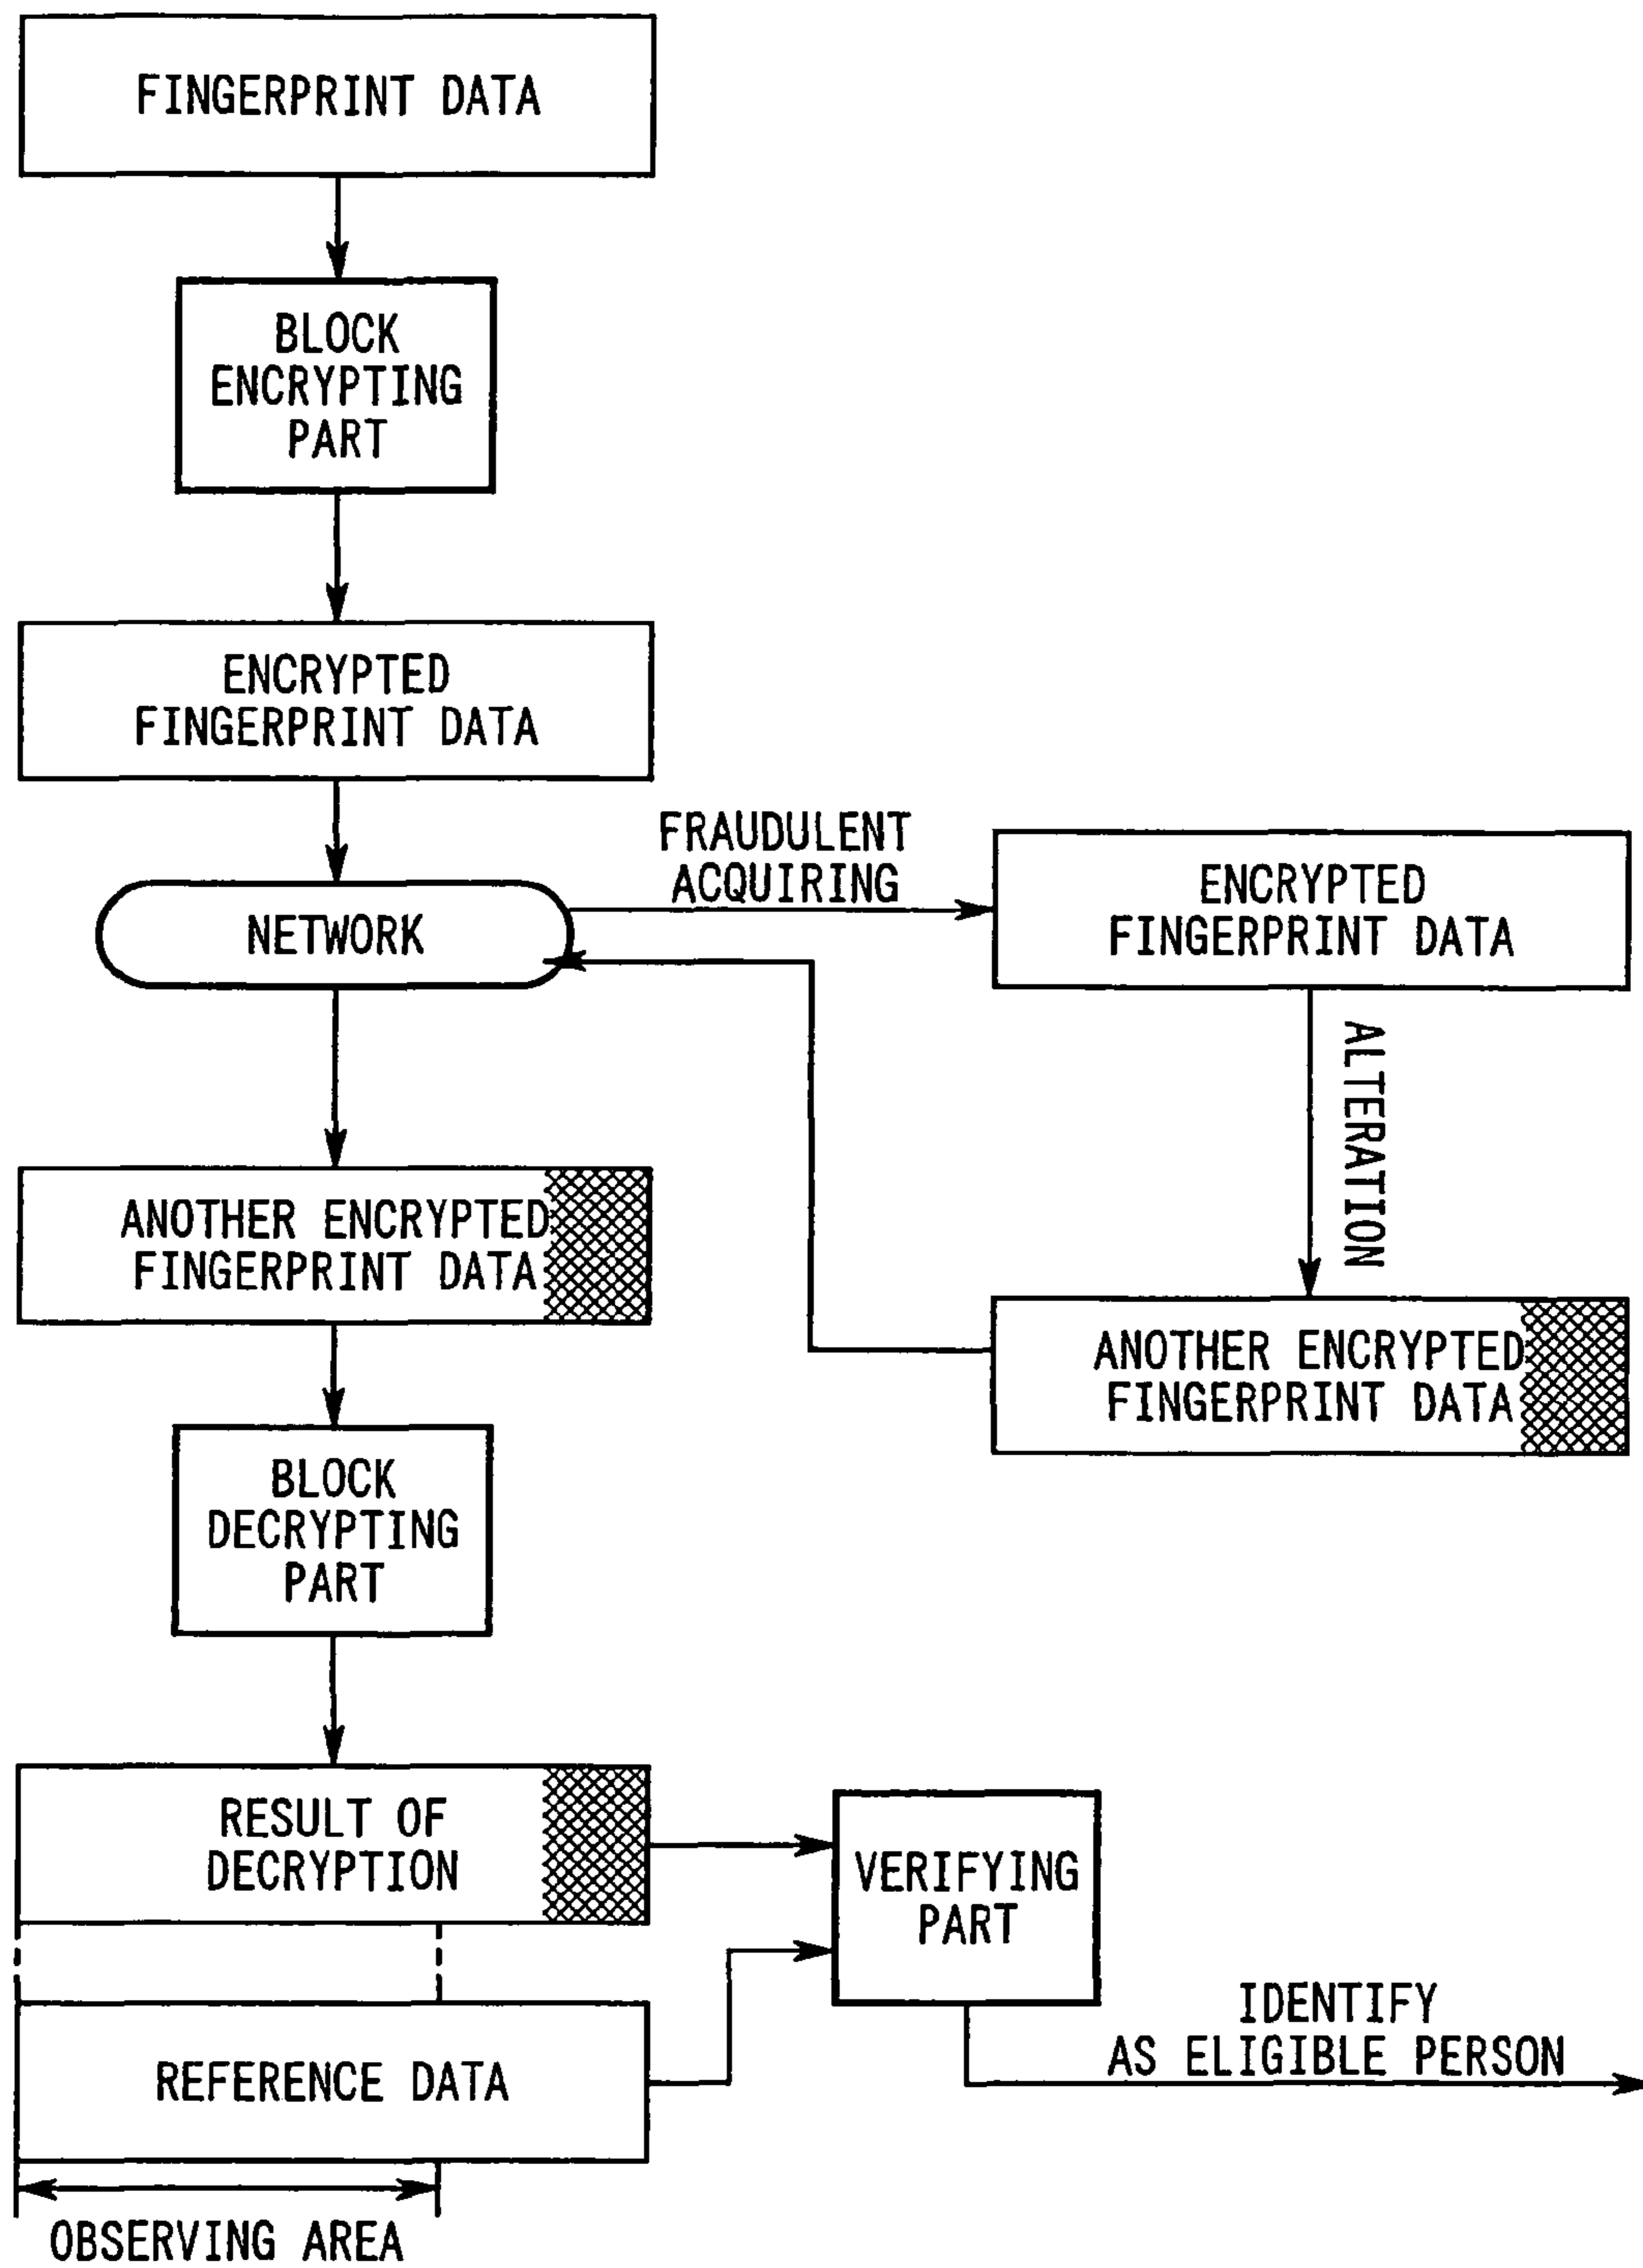 FINGERPRINT DATA
BLOCK
ENCRYPTING
PART
ENCRYPTED
FINGERPRINT DATA
FRAUDULENT
ACQUIRING
NETWORK
ENCRYPTED
FINGERPRINT DATA
ALTERATION
ANOTHER ENCRYPTED
FINGERPRINT DATA
ANOTHER ENCRYPTED
FINGERPRINT DATA
BLOCK
DECRYPTING
PART
RESULT OF
DECRYPTION
VERIFYING
PART
REFERENCE DATA
IDENTIFY
AS ELIGIBLE PERSON
OBSERVING AREA